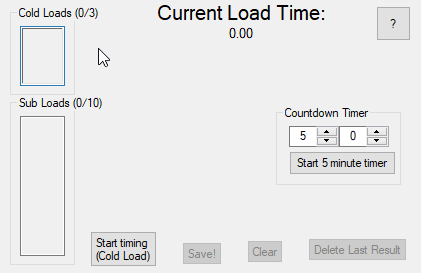 Cold Loads (0/3)
Current Load Time:
0.00
?
Sub Loads (0/10)
Countdown Timer
5 0
Start 5 minute timer
Start timing
(Cold Load)
Save!
Clear
Delete Last Result